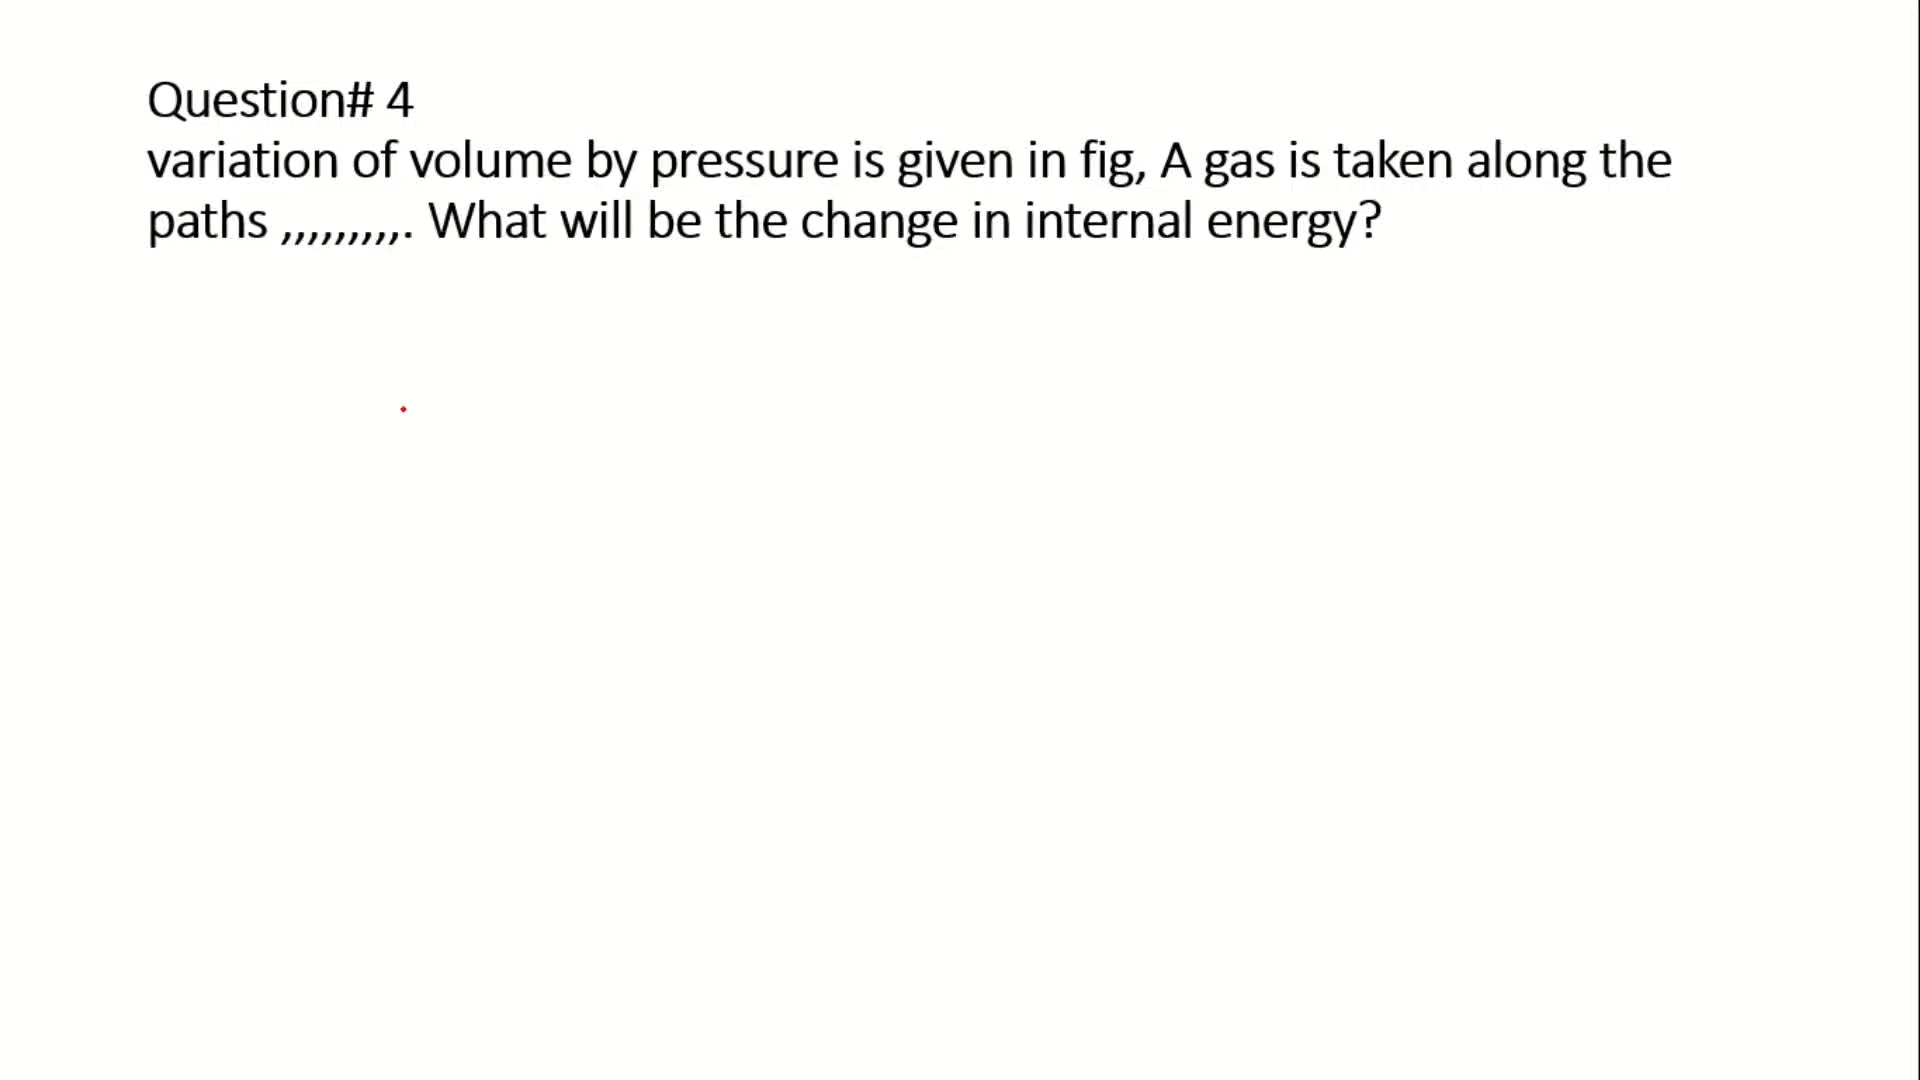 Question# 4
variation of volume by pressure is given in fig, A gas is taken along the
paths ,,,,,,,,,. What will be the change in internal energy?